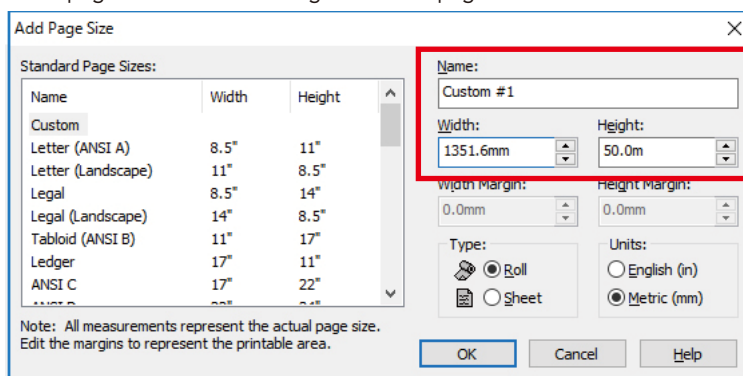 Add Page Size
Standard Page Sizes:
Name Width Height
Custom
Letter (ANSI A) 8.5" 11"
Letter (Landscape) 11" 8.5"
Legal 8.5" 14"
Legal (Landscape) 14" 8.5"
Tabloid (ANSI B) 11" 17"
Ledger 17" 11"
ANSI C 17" 22"
Note: All measurements represent the actual page size.
Edit the margins to represent the printable area.
Name:
Custom #1
Width: Height:
1351.6mm 50.0m
Width Margin: Height Margin:
0.0mm 0.0mm
Type: Units:
Roll English (in)
Sheet Metric (mm)
OK Cancel Help